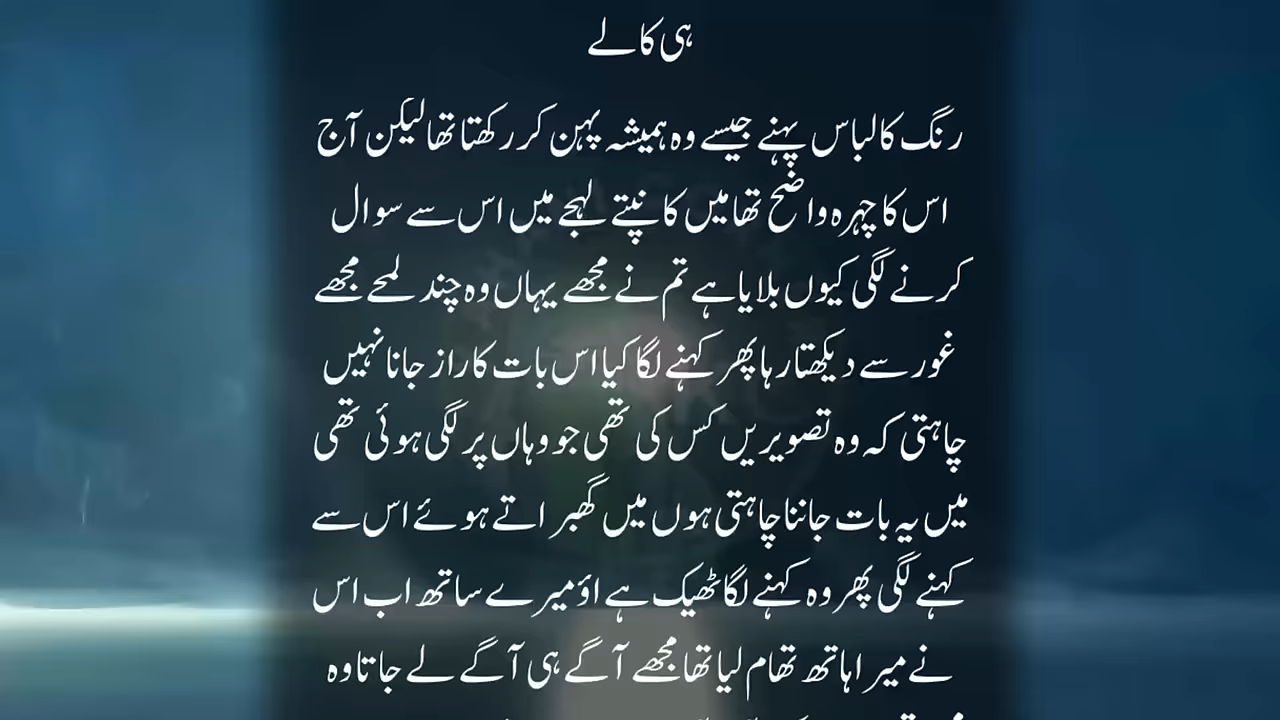 ہی کالے
رنگ کا لباس پہنے جیسے وہ ہمیشہ پہن کر رکھتا تھا لیکن آج
اس کا چہرہ واضح تھا میں کانپتے لہجے میں اس سے سوال
کرنے لگی کیوں بلایا ہے تم نے مجھے یہاں وہ چند لمحے مجھے
غور سے دیکھتا رہا پھر کہنے لگا کیا اس بات کا راز جانا نہیں
چاہتی کہ وہ تصویریں کس کی تھی جو وہاں پر لگی ہوئی تھی
میں یہ بات جاننا چاہتی ہوں میں گھبر اتے ہوئے اس سے
کہنے لگی پھر وہ کہنے لگا ٹھیک ہے اؤ میرے ساتھ اب اس
نے میرا ہاتھ تھام لیا تھا مجھے آگے ہی آگے لے جاتا وہ